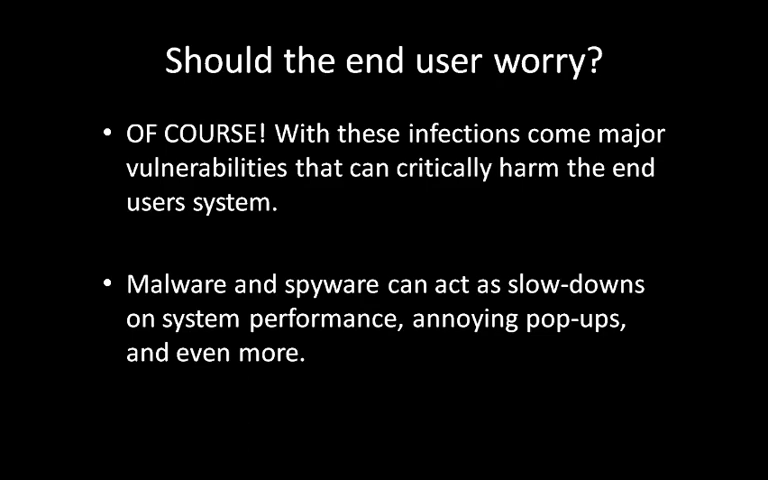 Should the end user worry?
• OF COURSE! With these infections come major
vulnerabilities that can critically harm the end
users system.
• Malware and spyware can act as slow-downs
on system performance, annoying pop-ups,
and even more.